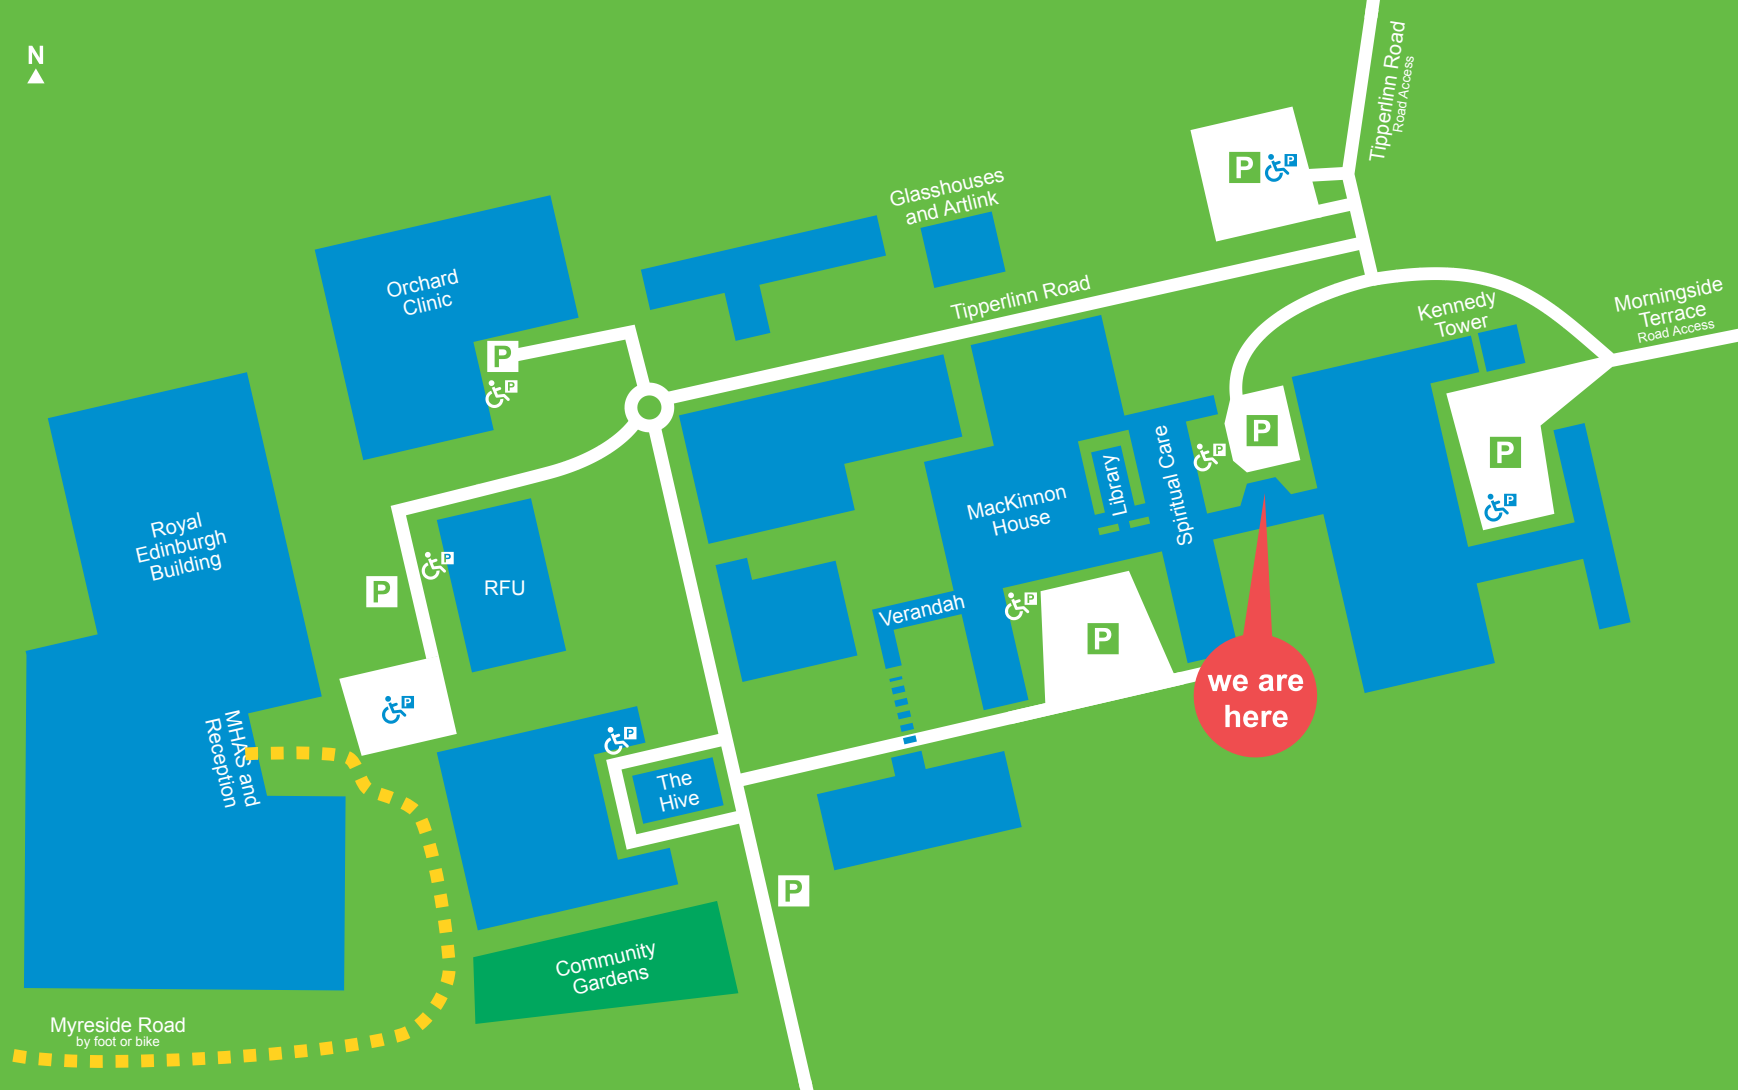 N
Tipperlinn Road
Road Access
P
P
Glasshouses
and Artlink
Orchard
Clinic
Tipperlinn Road
Kennedy
Tower
Morningside
Terrace
Road Access
P
P
P
P
P
P
P
Library
Spiritual Care
MacKinnon
House
Royal
Edinburgh
Building
RFU
P
P
Verandah
P
P
P
we are
here
MHAS and
Reception
P
The
Hive
P
Community
Gardens
Myreside Road
by foot or bike